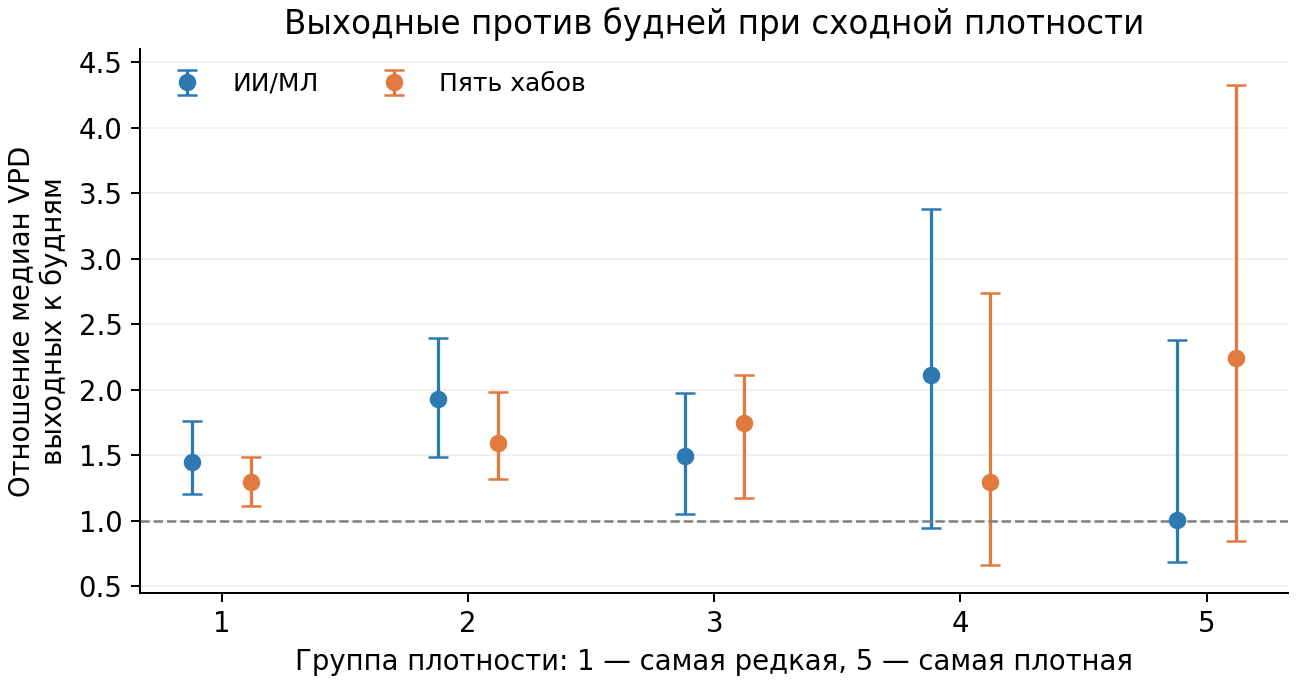 Выходные против будней при сходной плотности
ИИ/МЛ
Пять хабов
Отношение медиан VPD
выходных к будням
4.5
4.0
3.5
3.0
2.5
2.0
1.5
1.0
0.5
1
2
3
4
5
Группа плотности: 1 — самая редкая, 5 — самая плотная